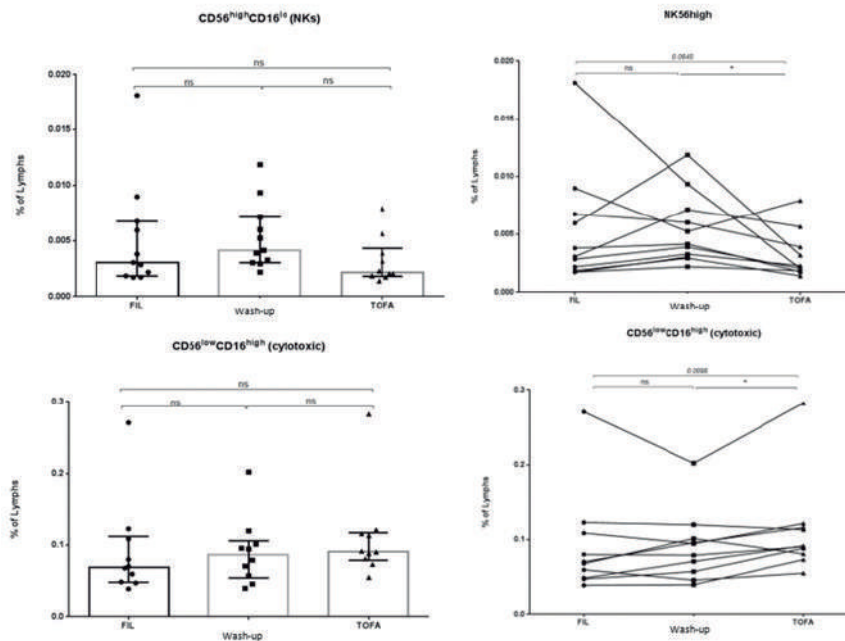 CD56highCD16lo (NKs)
ns
ns
ns
0.020
0.015
0.010
0.005
0.000
% of Lymphs
FIL
Wash-up
TOFA
NK56high
0.0640
ns
*
0.020
0.015
0.010
0.005
0.000
% of Lymphs
FIL
Wash-up
TOFA
CD56lowCD16high (cytotoxic)
ns
ns
ns
0.3
0.2
0.1
0.0
% of Lymphs
FIL
Wash-up
TOFA
CD56lowCD16high (cytotoxic)
ns
*
0.3
0.2
0.1
0.0
% of Lymphs
FIL
Wash-up
TOFA